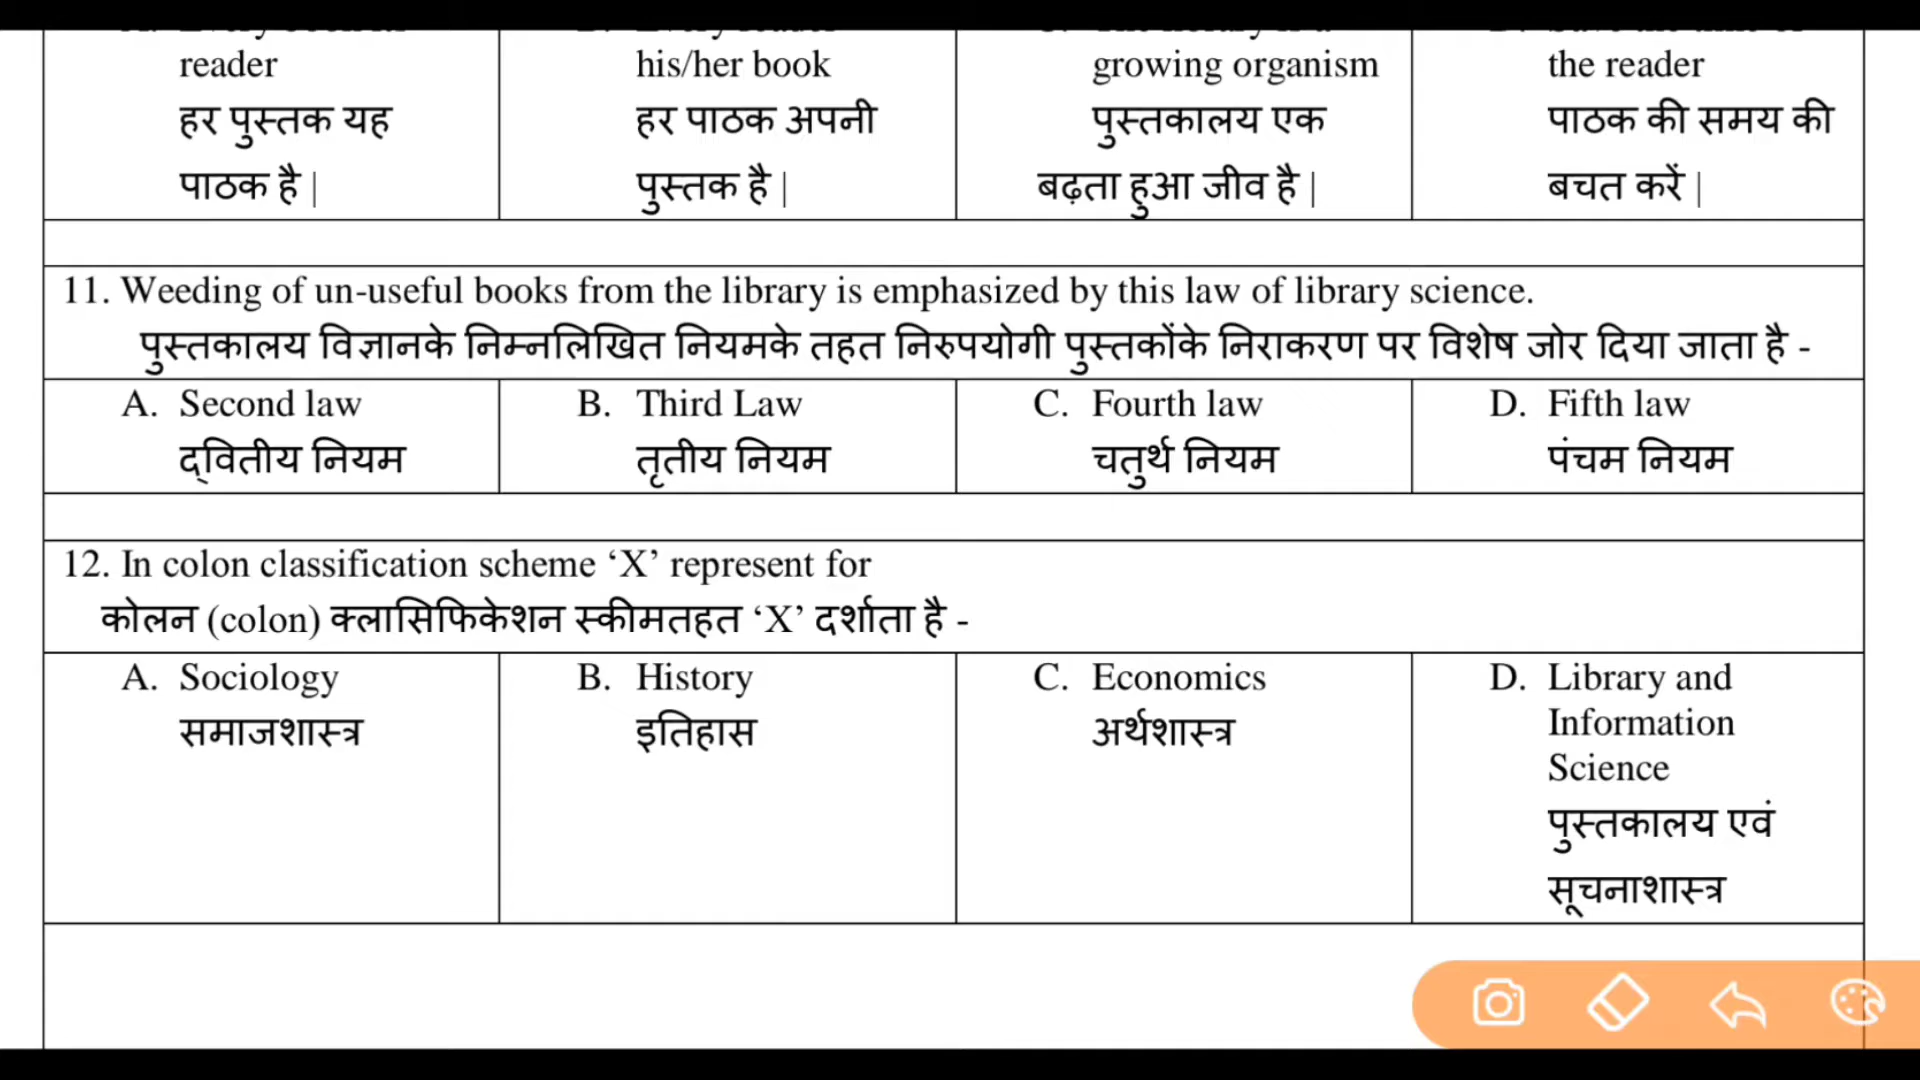 reader
his/her book
growing organism
the reader
हर पुस्तक यह
हर पाठक अपनी
पुस्तकालय एक
पाठक की समय की
पाठक है |
पुस्तक है |
बढ़ता हुआ जीव है |
बचत करें |
11. Weeding of un-useful books from the library is emphasized by this law of library science.
पुस्तकालय विज्ञानके निम्नलिखित नियमके तहत निरुपयोगी पुस्तकोंके निराकरण पर विशेष जोर दिया जाता है -
A. Second law
B. Third Law
C. Fourth law
D. Fifth law
द्वितीय नियम
तृतीय नियम
चतुर्थ नियम
पंचम नियम
12. In colon classification scheme ‘X’ represent for
कोलन (colon) क्लासिफिकेशन स्कीमतहत ‘X’ दर्शाता है -
A. Sociology
B. History
C. Economics
D. Library and
Information
Science
समाजशास्त्र
इतिहास
अर्थशास्त्र
पुस्तकालय एवं
सूचनाशास्त्र